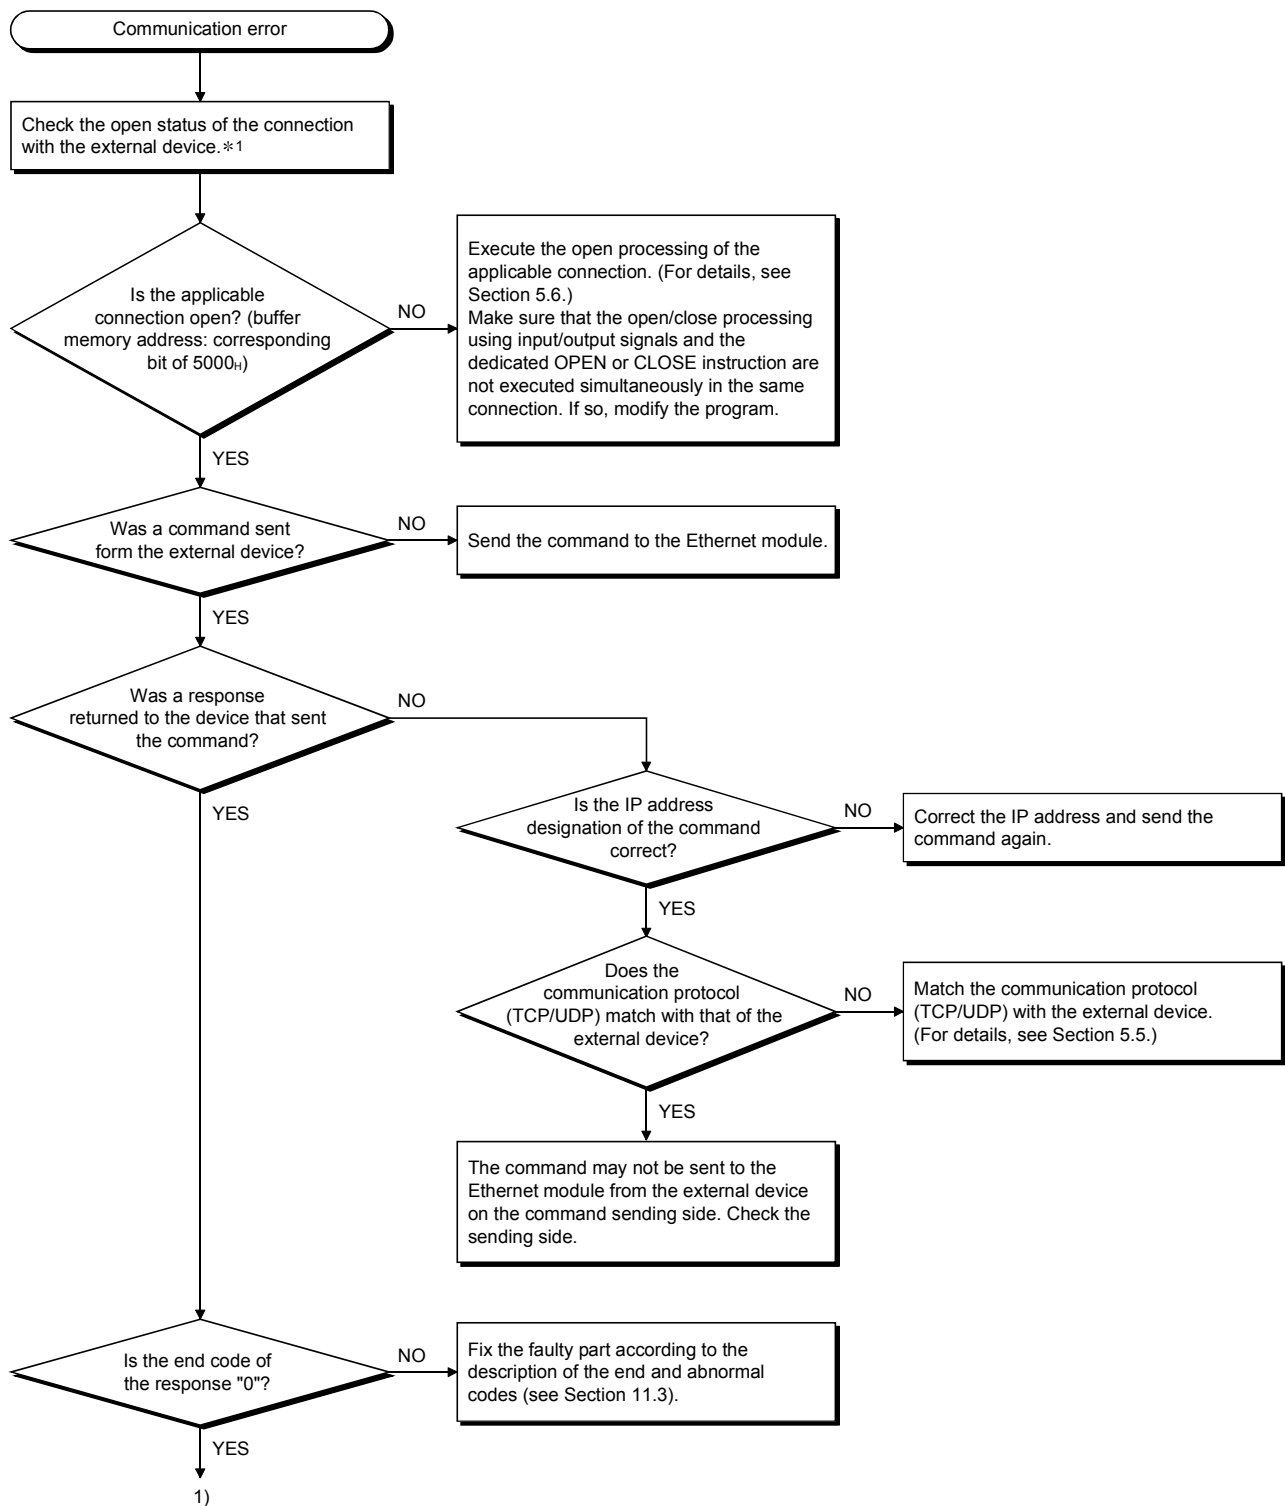 Communication error
Check the open status of the connection
with the external device.*1
Is the applicable
connection open? (buffer
memory address: corresponding
bit of 5000H)
NO
Execute the open processing of the
applicable connection. (For details, see
Section 5.6.)
Make sure that the open/close processing
using input/output signals and the
dedicated OPEN or CLOSE instruction are
not executed simultaneously in the same
connection. If so, modify the program.
YES
Was a command sent
form the external device?
NO
Send the command to the Ethernet module.
YES
Was a response
returned to the device that sent
the command?
NO
YES
Is the IP address
designation of the command
correct?
NO
Correct the IP address and send the
command again.
YES
Does the
communication protocol
(TCP/UDP) match with that of the
external device?
NO
Match the communication protocol
(TCP/UDP) with the external device.
(For details, see Section 5.5.)
YES
The command may not be sent to the
Ethernet module from the external device
on the command sending side. Check the
sending side.
Is the end code of
the response "0"?
NO
Fix the faulty part according to the
description of the end and abnormal
codes (see Section 11.3).
YES
1)